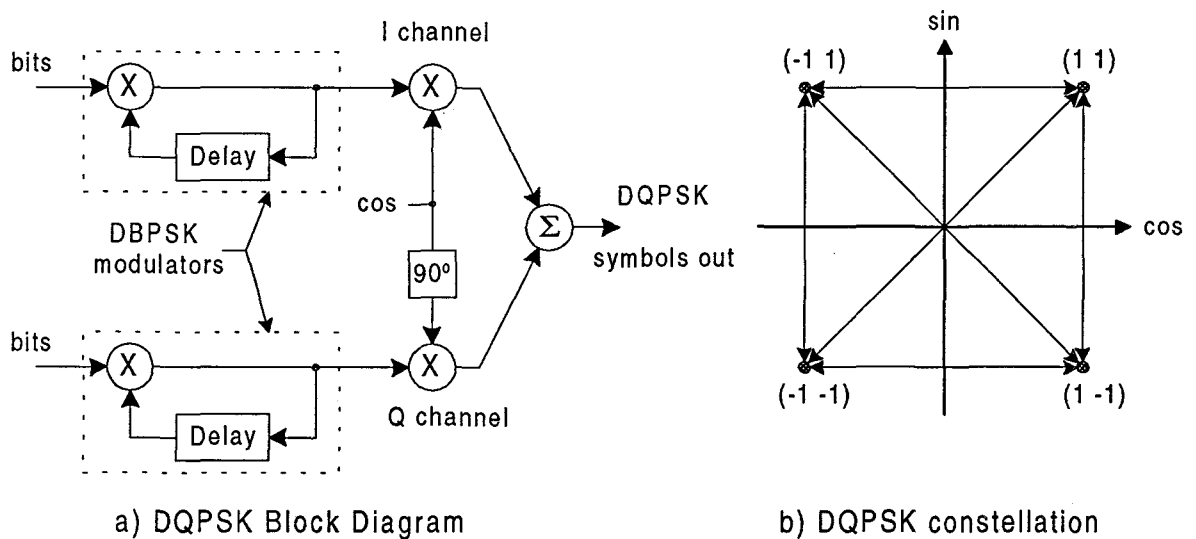 I channel
bits
X
X
Delay
DBPSK
modulators
cos
90º
Σ
DQPSK
symbols out
bits
X
X
Delay
Q channel
a) DQPSK Block Diagram
sin
(-1 1)
(1 1)
cos
(-1 -1)
(1 -1)
b) DQPSK constellation